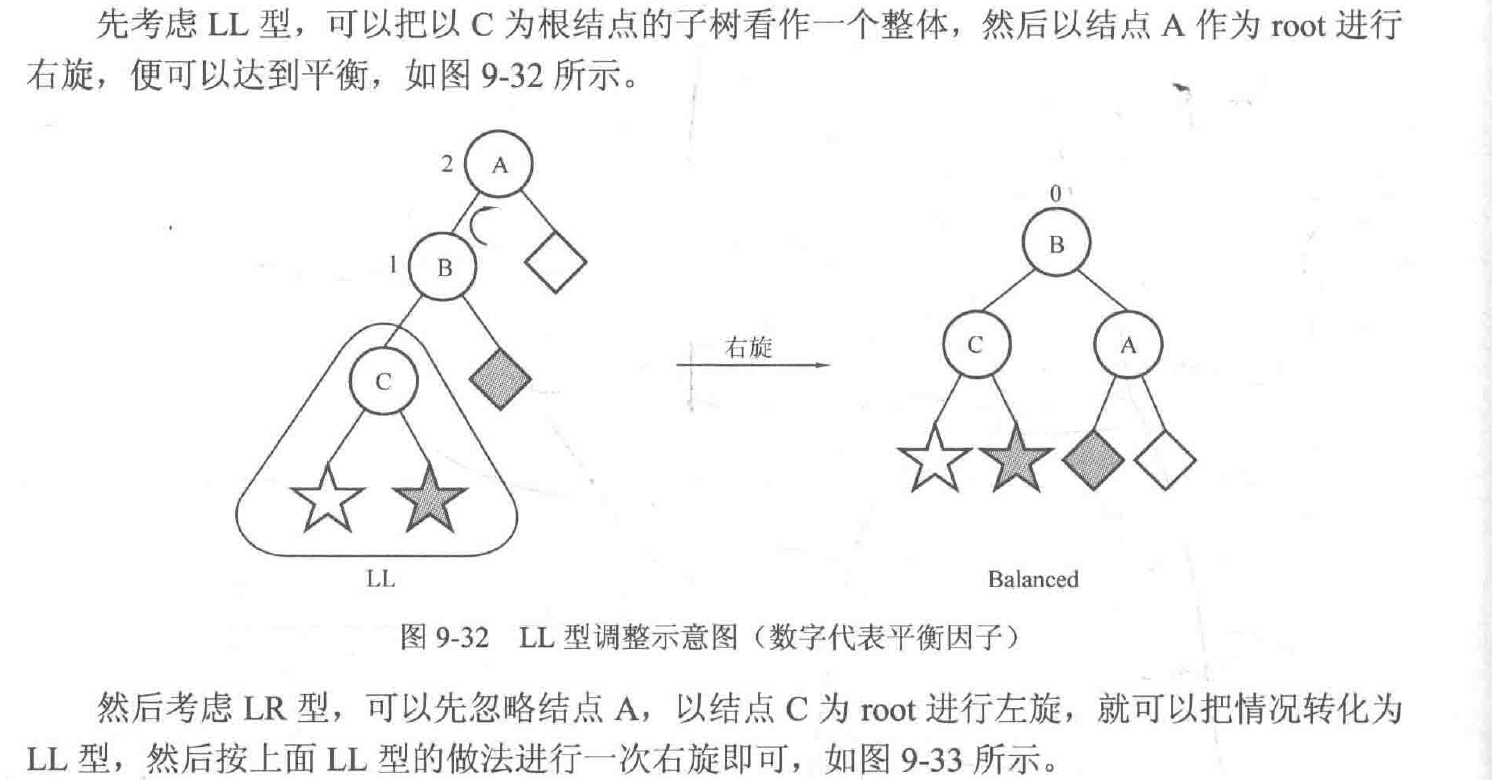 先考虑 LL 型，可以把以 C 为根结点的子树看作一个整体，然后以结点 A 作为 root 进行
右旋，便可以达到平衡，如图 9-32 所示。
2 A
0
B
1 B
C A
右旋
C
LL
Balanced
图 9-32 LL 型调整示意图（数字代表平衡因子）
然后考虑 LR 型，可以先忽略结点 A，以结点 C 为 root 进行左旋，就可以把情况转化为
LL 型，然后按上面 LL 型的做法进行一次右旋即可，如图 9-33 所示。